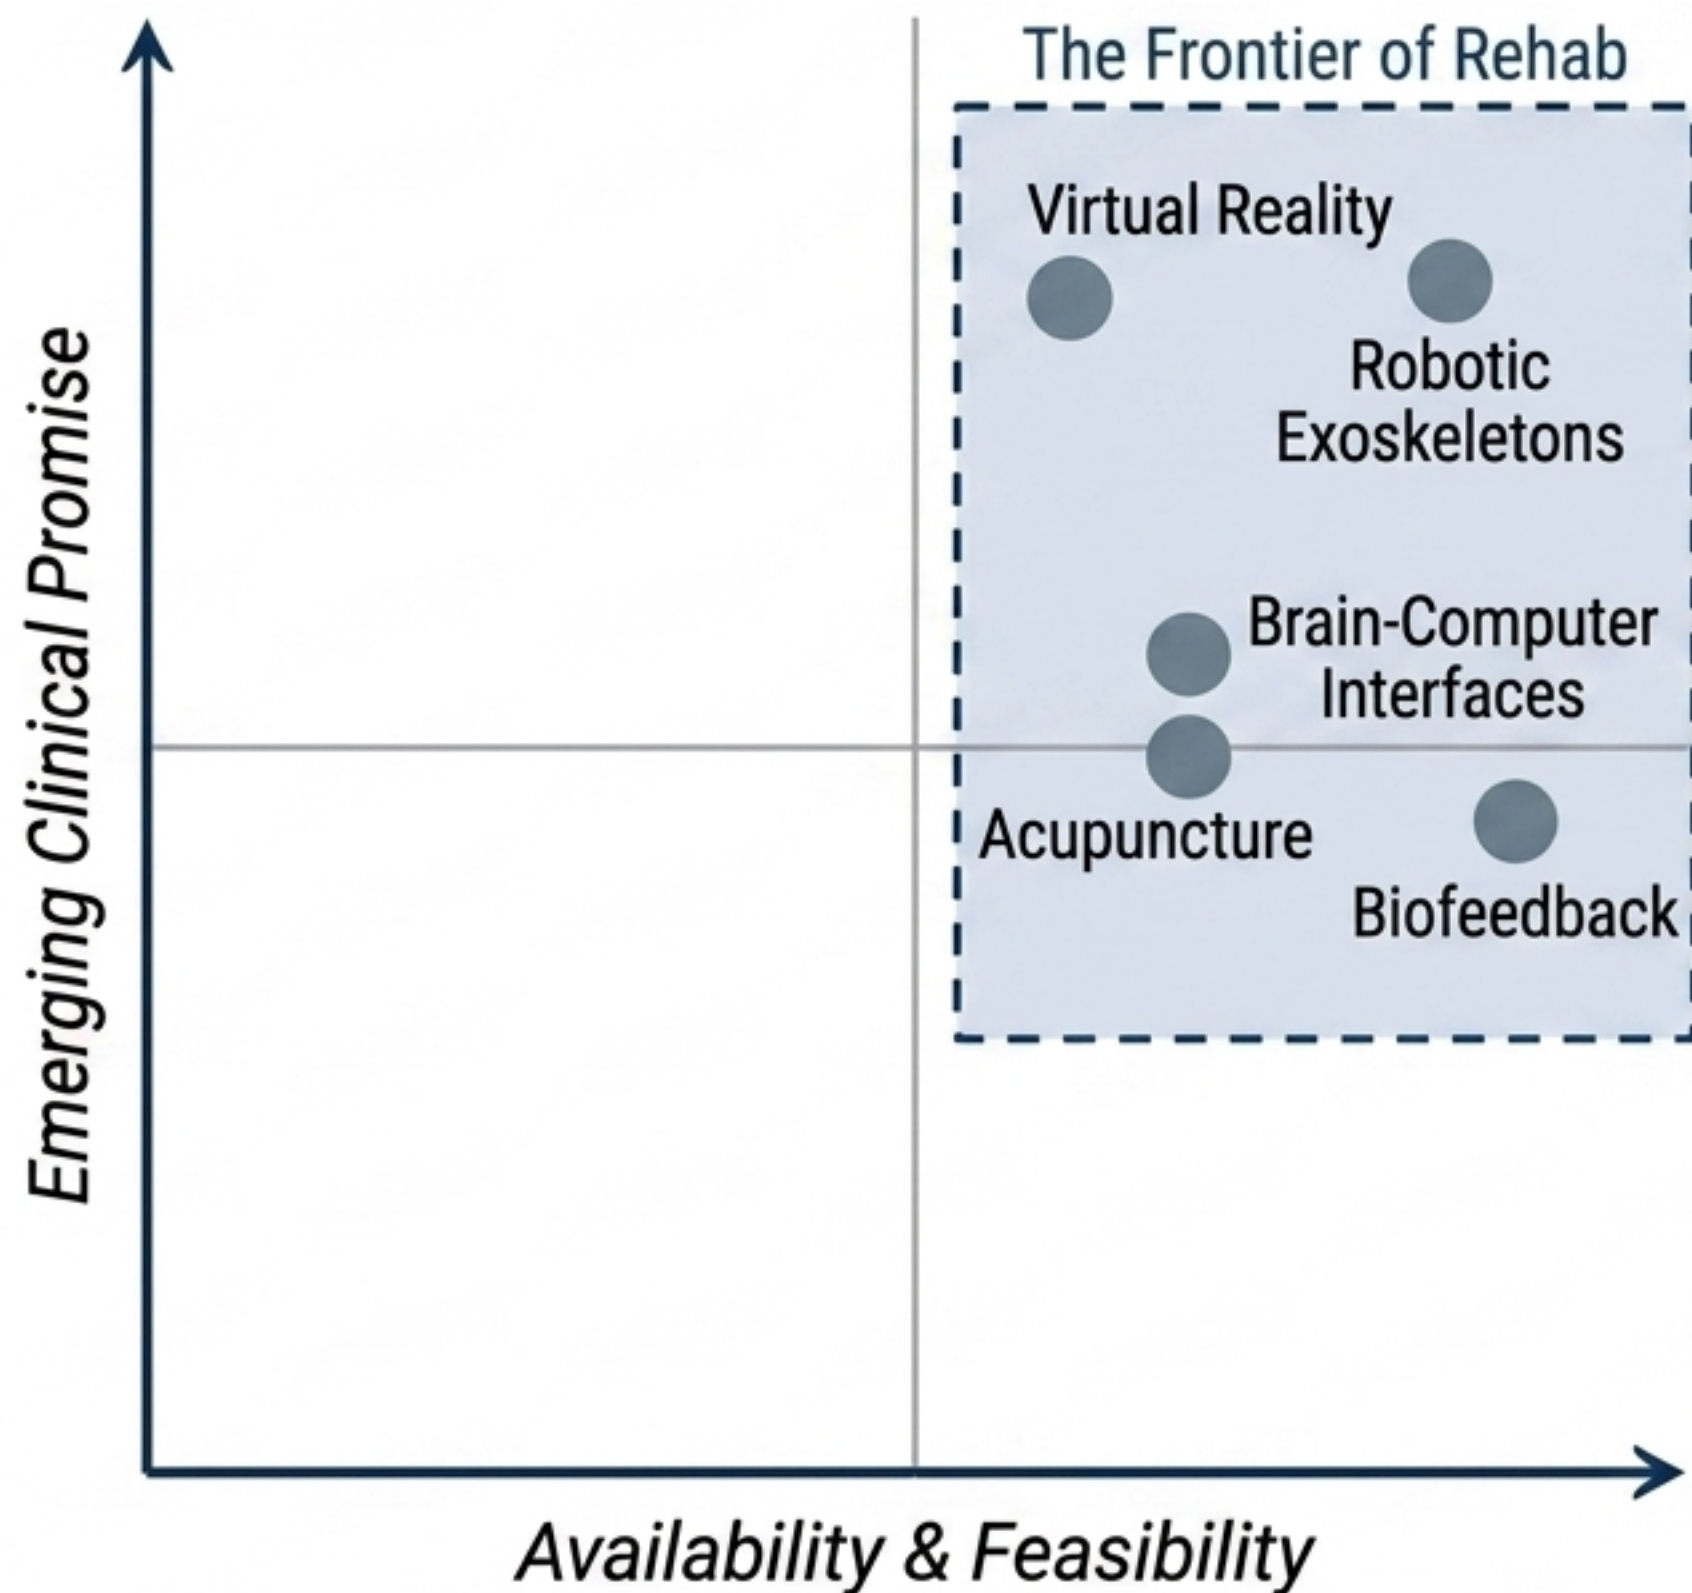 The Frontier of Rehab
Virtual Reality
Robotic
Exoskeletons
Brain-Computer
Interfaces
Acupuncture
Biofeedback
Emerging Clinical Promise
Availability & Feasibility